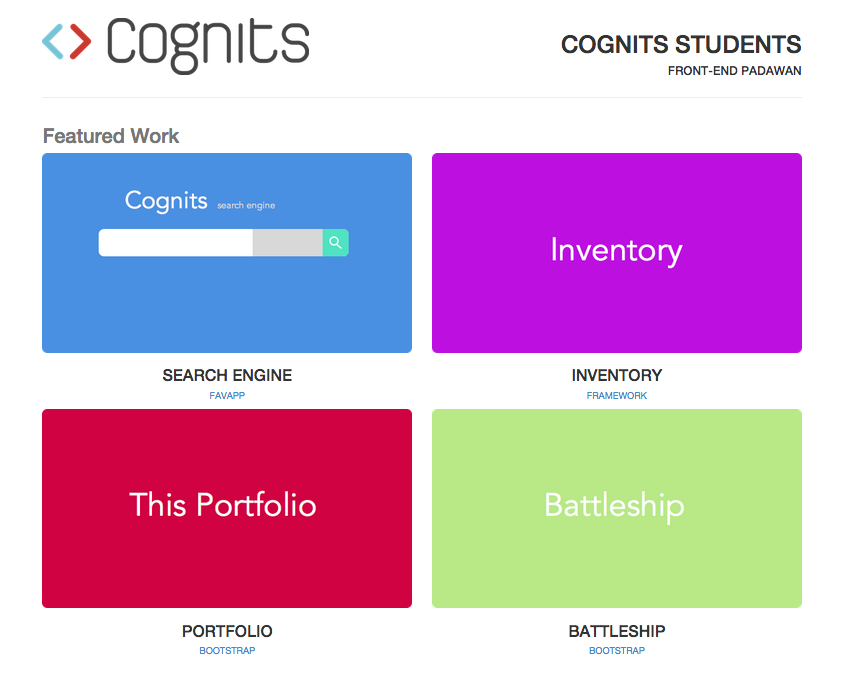 Cognits
COGNITS STUDENTS
FRONT-END PADAWAN
Featured Work
Cognits search engine
Inventory
SEARCH ENGINE
FAVAPP
INVENTORY
FRAMEWORK
This Portfolio
Battleship
PORTFOLIO
BOOTSTRAP
BATTLESHIP
BOOTSTRAP